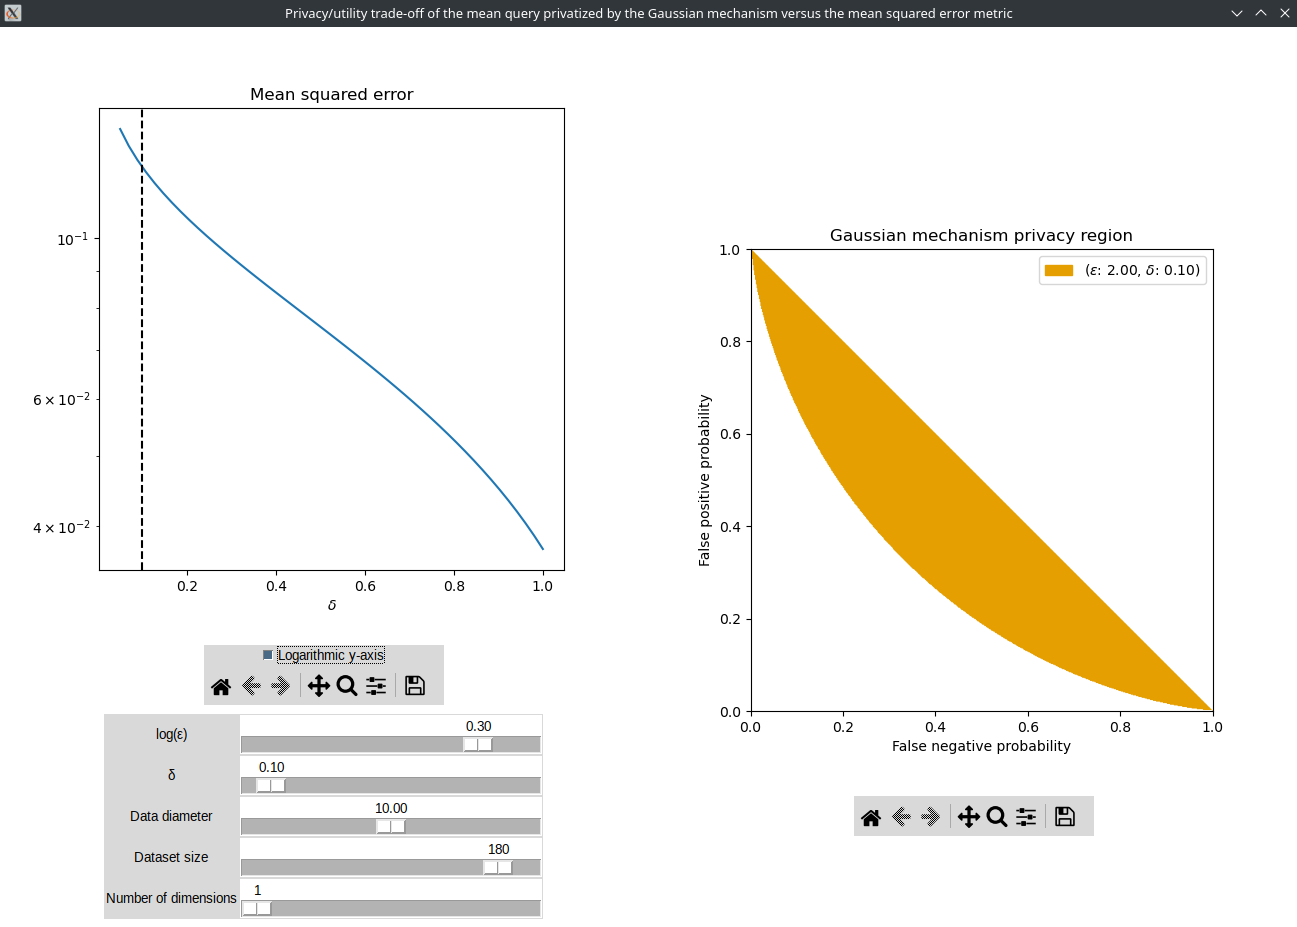 Privacy/utility trade-off of the mean query privatized by the Gaussian mechanism versus the mean squared error metric
Mean squared error
10⁻¹
6 × 10⁻²
4 × 10⁻²
0.2 0.4 0.6 0.8 1.0
δ
Logarithmic y-axis
log(ε) 0.30
δ 0.10
Data diameter 10.00
Dataset size 180
Number of dimensions 1
Gaussian mechanism privacy region
(ε: 2.00, δ: 0.10)
1.0
0.8
0.6
0.4
0.2
0.0
False positive probability
0.0 0.2 0.4 0.6 0.8 1.0
False negative probability